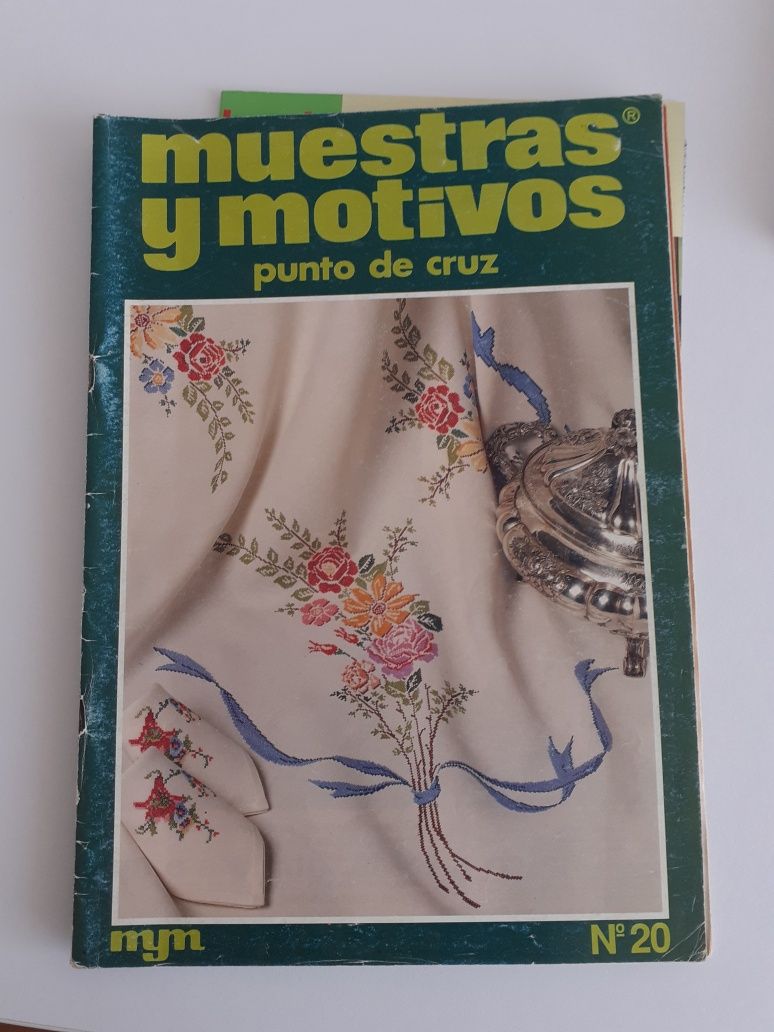 muestras®
y motivos
punto de cruz
mym
Nº 20